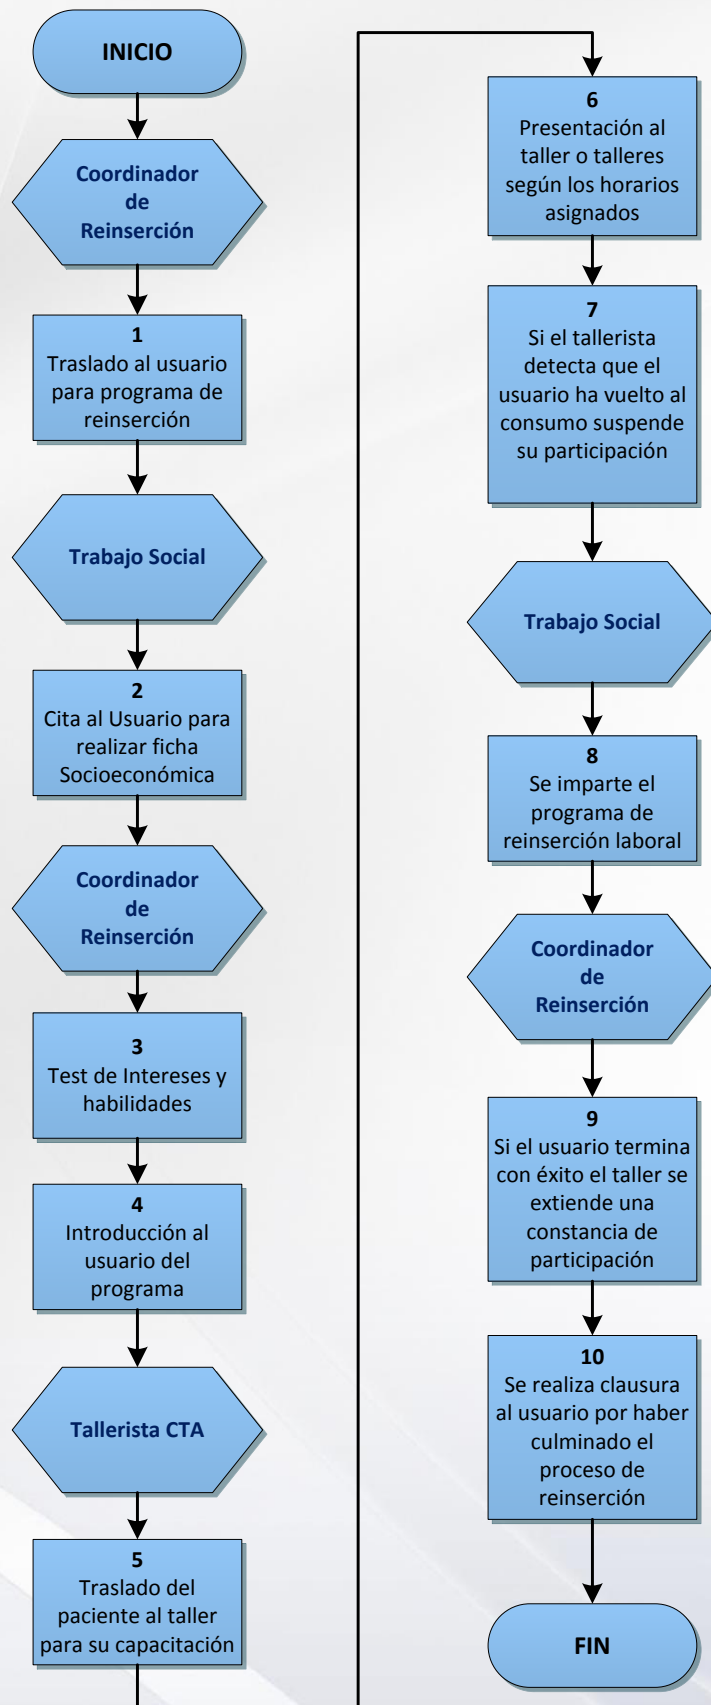 INICIO
Coordinador
de
Reinserción
1
Traslado al usuario
para programa de
reinserción
Trabajo Social
2
Cita al Usuario para
realizar ficha
Socioeconómica
Coordinador
de
Reinserción
3
Test de Intereses y
habilidades
4
Introducción al
usuario del
programa
Tallerista CTA
5
Traslado del
paciente al taller
para su capacitación
6
Presentación al
taller o talleres
según los horarios
asignados
7
Si el tallerista
detecta que el
usuario ha vuelto al
consumo suspende
su participación
Trabajo Social
8
Se imparte el
programa de
reinserción laboral
Coordinador
de
Reinserción
9
Si el usuario termina
con éxito el taller se
extiende una
constancia de
participación
10
Se realiza clausura
al usuario por haber
culminado el
proceso de
reinserción
FIN